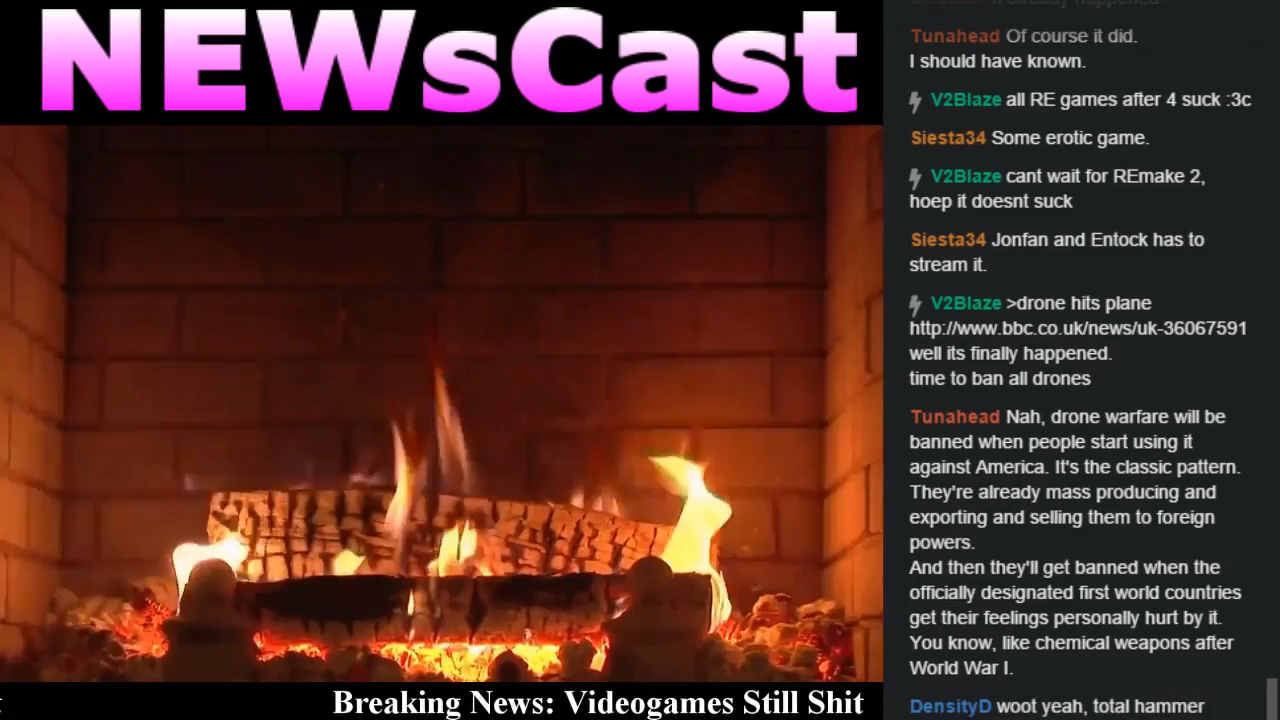 NEWsCast
Tunahead Of course it did.
I should have known.
V2Blaze all RE games after 4 suck :3c
Siesta34 Some erotic game.
V2Blaze cant wait for REmake 2,
hoep it doesnt suck
Siesta34 Jonfan and Entock has to
stream it.
V2Blaze >drone hits plane
http://www.bbc.co.uk/news/uk-36067591
well its finally happened.
time to ban all drones
Tunahead Nah, drone warfare will be
banned when people start using it
against America. It's the classic pattern.
They're already mass producing and
exporting and selling them to foreign
powers.
And then they'll get banned when the
officially designated first world countries
get their feelings personally hurt by it.
You know, like chemical weapons after
World War I.
DensityD woot yeah, total hammer
Breaking News: Videogames Still Shit